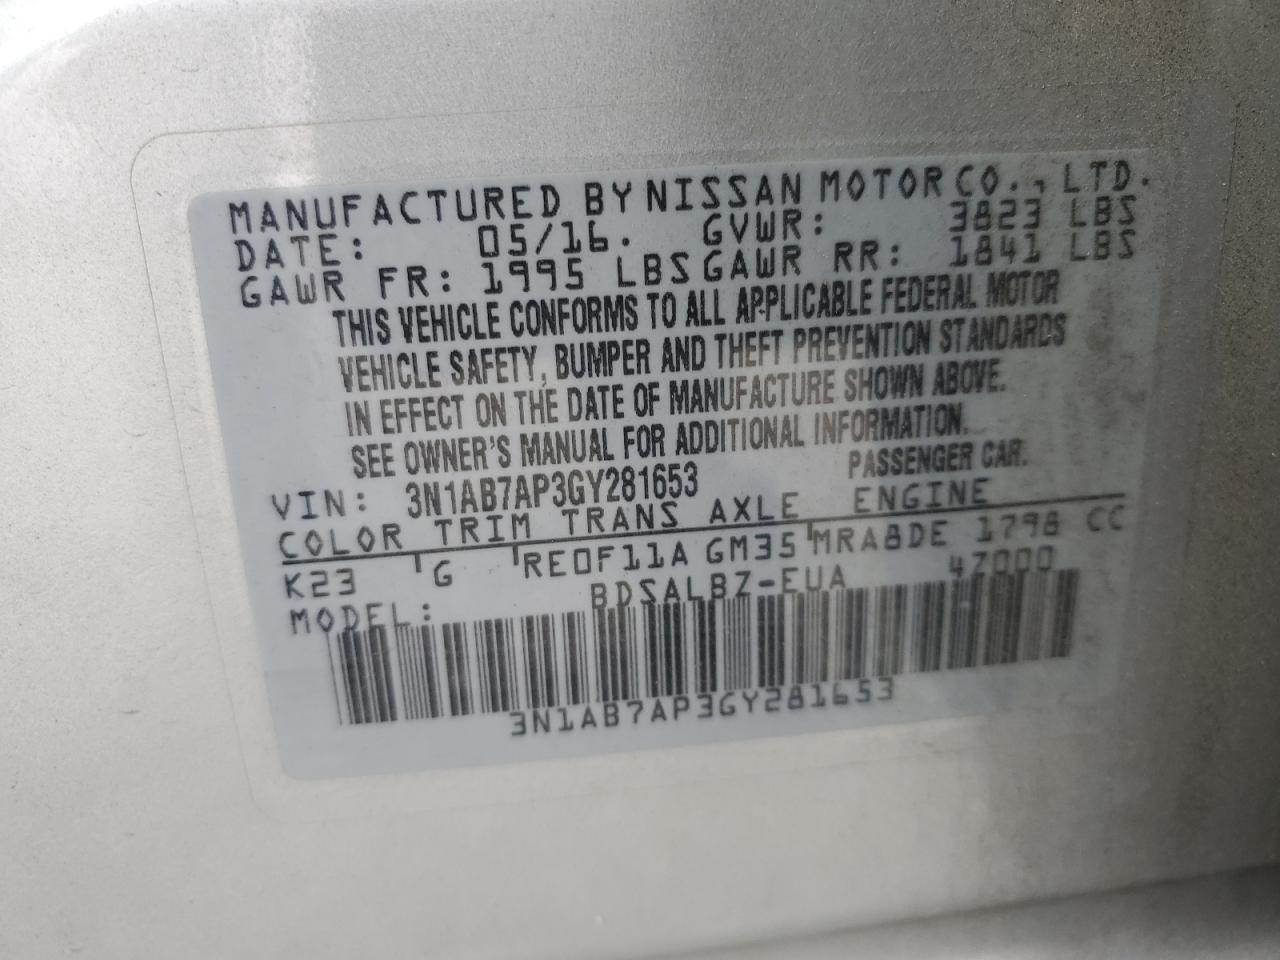 MANUFACTURED BY NISSAN MOTOR CO., LTD.
DATE: 05/16. GVWR: 3823 LBS
GAWR FR: 1995 LBS GAWR RR: 1841 LBS
THIS VEHICLE CONFORMS TO ALL APPLICABLE FEDERAL MOTOR
VEHICLE SAFETY, BUMPER AND THEFT PREVENTION STANDARDS
IN EFFECT ON THE DATE OF MANUFACTURE SHOWN ABOVE.
SEE OWNER'S MANUAL FOR ADDITIONAL INFORMATION.
VIN: 3N1AB7AP3GY281653 PASSENGER CAR.
COLOR TRIM TRANS AXLE ENGINE
K23 G RE0F11A GM35 MRA8DE 1798 CC
MODEL: BDSALBZ-EUA 47000
3N1AB7AP3GY281653